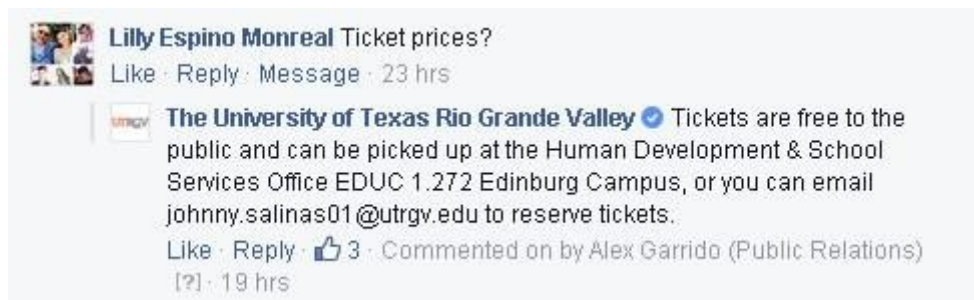 Lilly Espino Monreal Ticket prices?
Like · Reply · Message · 23 hrs
UTRGV
The University of Texas Rio Grande Valley Tickets are free to the
public and can be picked up at the Human Development & School
Services Office EDUC 1.272 Edinburg Campus, or you can email
johnny.salinas01@utrgv.edu to reserve tickets.
Like · Reply · 3 · Commented on by Alex Garrido (Public Relations)
[?] · 19 hrs